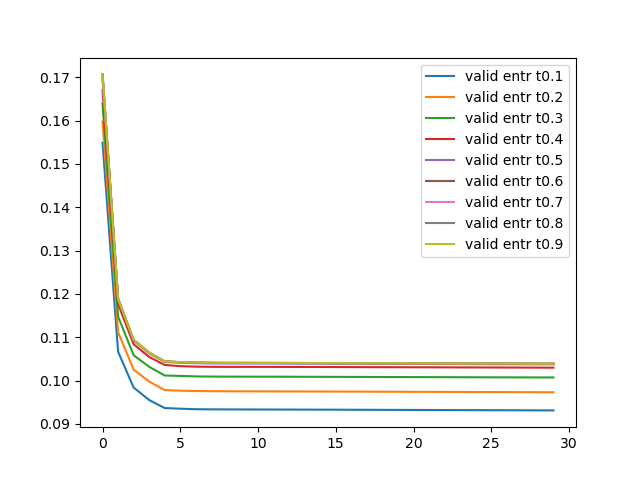 0.17
0.16
0.15
0.14
0.13
0.12
0.11
0.10
0.09
0
5
10
15
20
25
30
valid entr t0.1
valid entr t0.2
valid entr t0.3
valid entr t0.4
valid entr t0.5
valid entr t0.6
valid entr t0.7
valid entr t0.8
valid entr t0.9